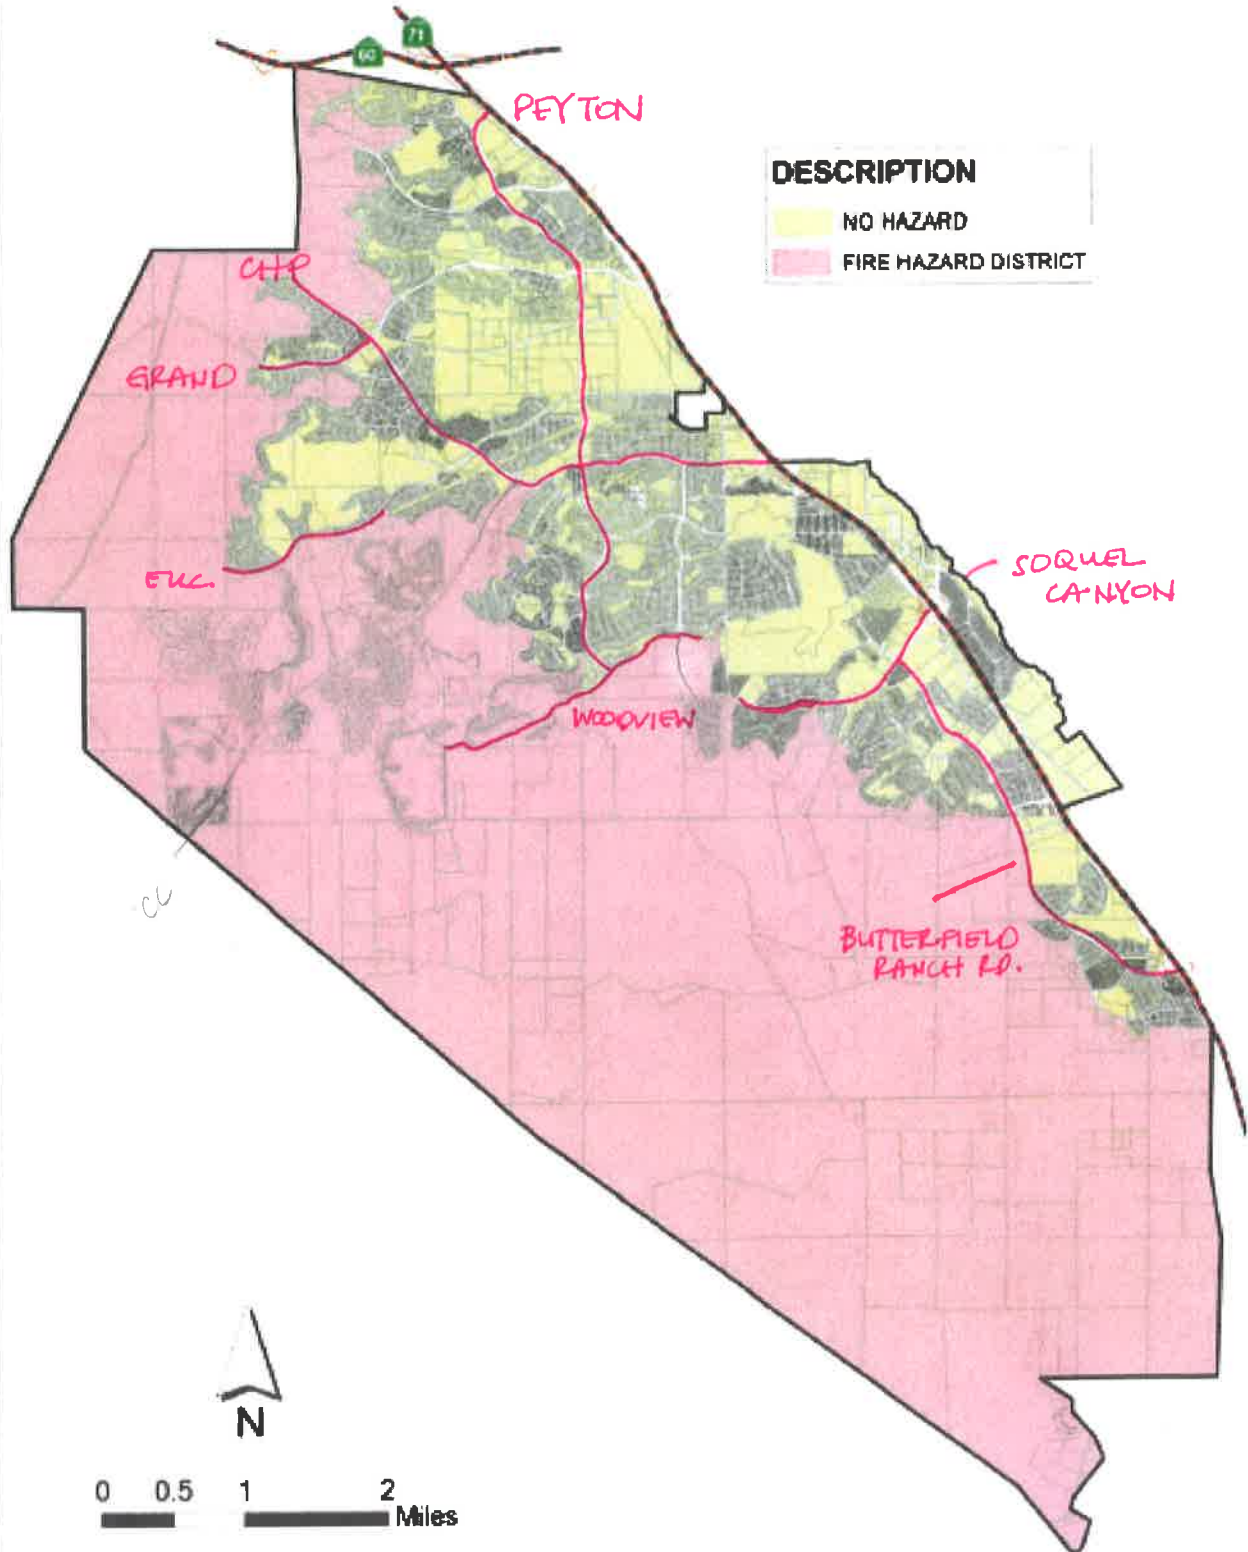 71
60
PEYTON
DESCRIPTION
NO HAZARD
FIRE HAZARD DISTRICT
CHP
GRAND
EUC.
SOQUEL
CANYON
WOODVIEW
CC
BUTTERFIELD
RANCH RD.
N
0 0.5 1 2
Miles